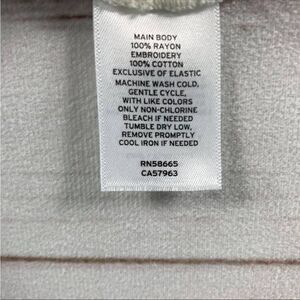 MAIN BODY
100% RAYON
EMBROIDERY
100% COTTON
EXCLUSIVE OF ELASTIC
MACHINE WASH COLD,
GENTLE CYCLE,
WITH LIKE COLORS
ONLY NON-CHLORINE
BLEACH IF NEEDED
TUMBLE DRY LOW,
REMOVE PROMPTLY
COOL IRON IF NEEDED
RN58665
CA57963